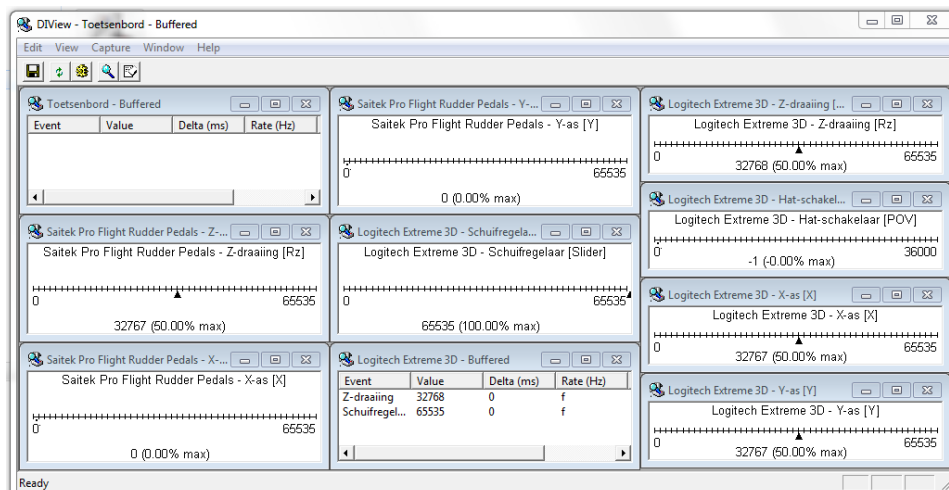 DIView - Toetsenbord - Buffered
Edit View Capture Window Help
Toetsenbord - Buffered
Event Value Delta (ms) Rate (Hz)
Saitek Pro Flight Rudder Pedals - Y-...
Saitek Pro Flight Rudder Pedals - Y-as [Y]
0 65535
0 (0.00% max)
Logitech Extreme 3D - Z-draaiing [...
Logitech Extreme 3D - Z-draaiing [Rz]
0 65535
32768 (50.00% max)
Logitech Extreme 3D - Hat-schakel...
Logitech Extreme 3D - Hat-schakelaar [POV]
0 36000
-1 (-0.00% max)
Saitek Pro Flight Rudder Pedals - Z-...
Saitek Pro Flight Rudder Pedals - Z-draaiing [Rz]
0 65535
32767 (50.00% max)
Logitech Extreme 3D - Schuifregela...
Logitech Extreme 3D - Schuifregelaar [Slider]
0 65535
65535 (100.00% max)
Logitech Extreme 3D - X-as [X]
Logitech Extreme 3D - X-as [X]
0 65535
32767 (50.00% max)
Saitek Pro Flight Rudder Pedals - X-...
Saitek Pro Flight Rudder Pedals - X-as [X]
0 65535
0 (0.00% max)
Logitech Extreme 3D - Buffered
Event Value Delta (ms) Rate (Hz)
Z-draaiing 32768 0 f
Schuifregel... 65535 0 f
Logitech Extreme 3D - Y-as [Y]
Logitech Extreme 3D - Y-as [Y]
0 65535
32767 (50.00% max)
Ready